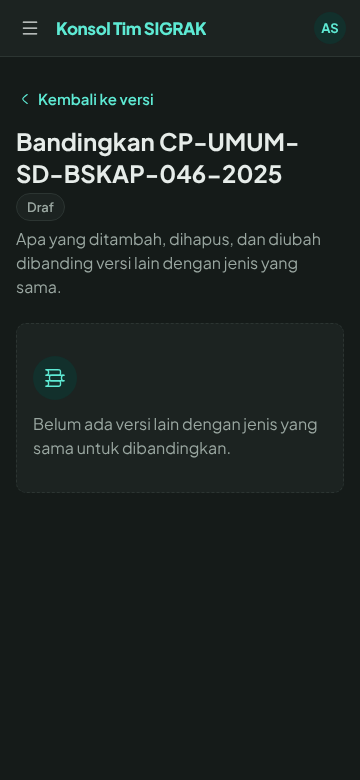 Konsol Tim SIGRAK
AS
Kembali ke versi
Bandingkan CP-UMUM-
SD-BSKAP-046-2025
Draf
Apa yang ditambah, dihapus, dan diubah
dibanding versi lain dengan jenis yang
sama.
Belum ada versi lain dengan jenis yang
sama untuk dibandingkan.